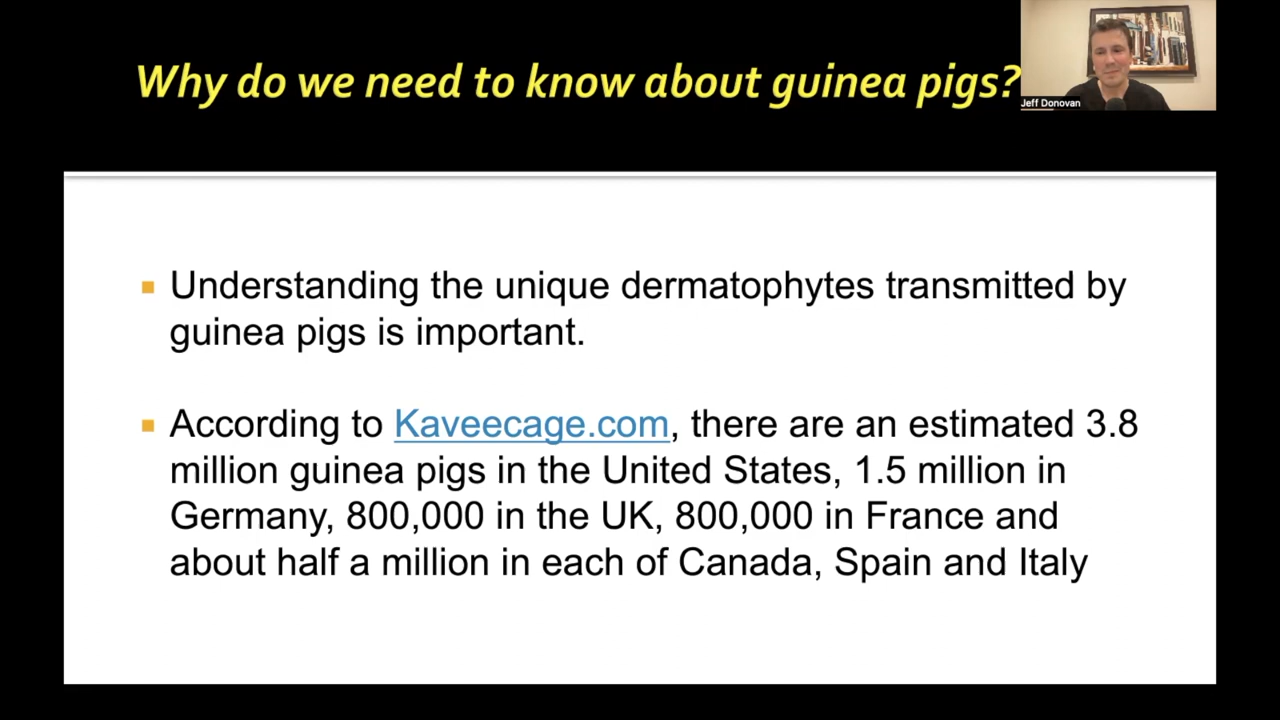 Why do we need to know about guinea pigs?
Jeff Donovan
Understanding the unique dermatophytes transmitted by
guinea pigs is important.
According to Kaveecage.com, there are an estimated 3.8
million guinea pigs in the United States, 1.5 million in
Germany, 800,000 in the UK, 800,000 in France and
about half a million in each of Canada, Spain and Italy